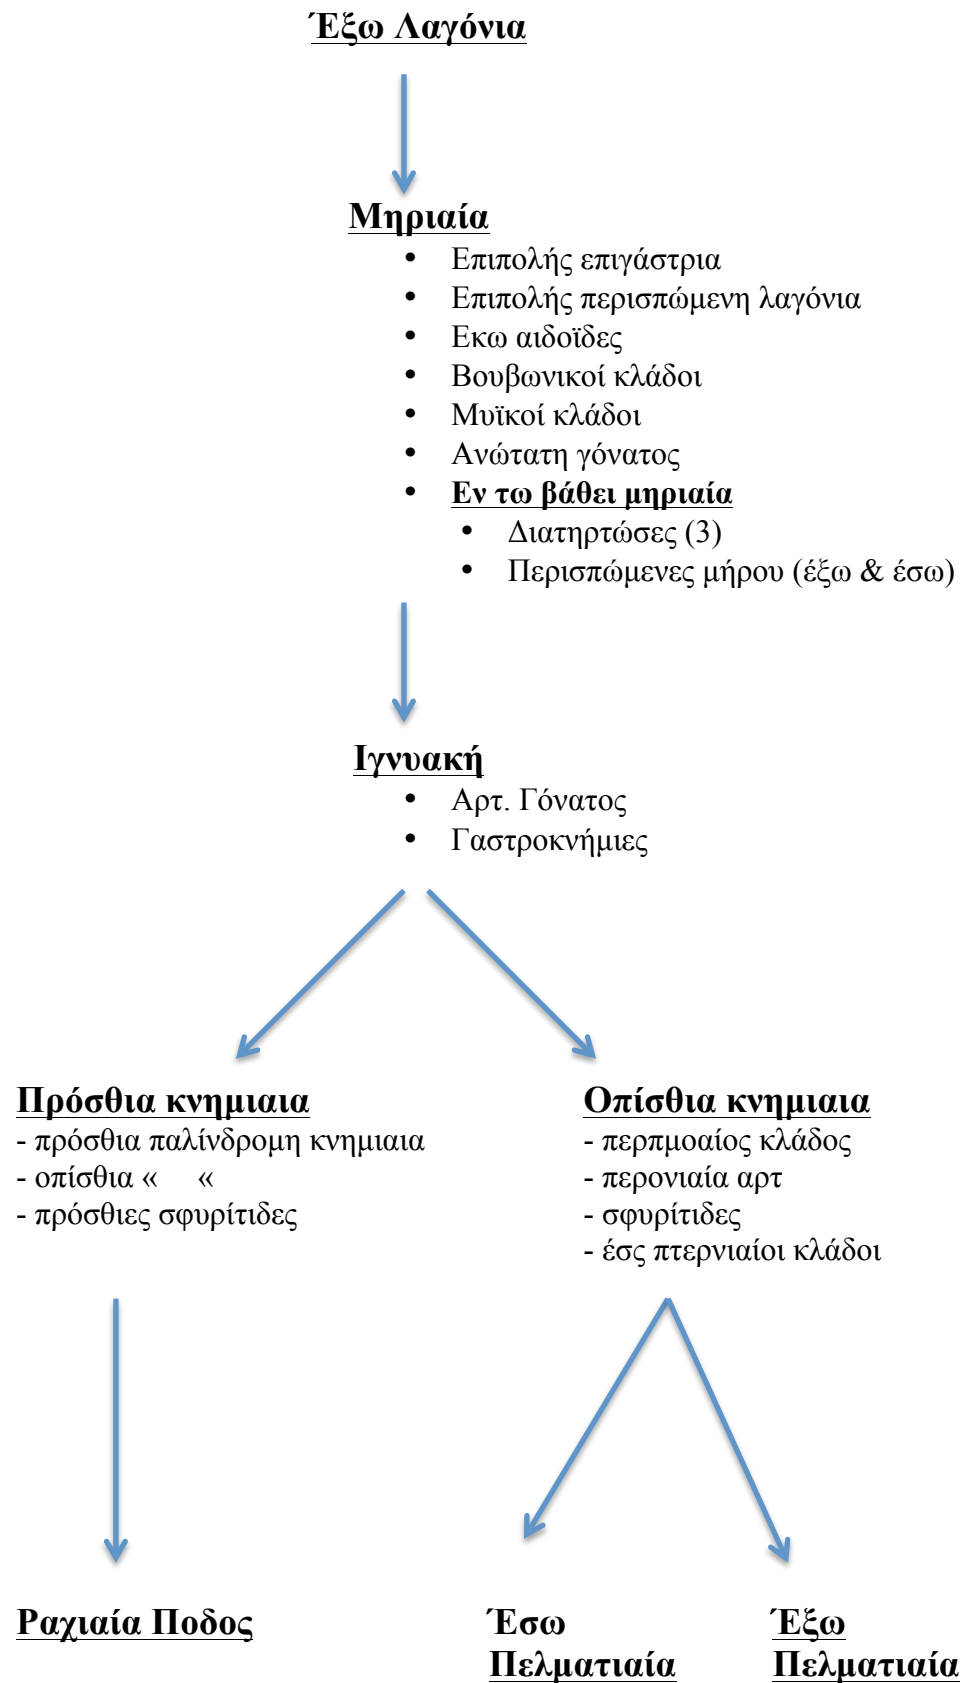 Έξω Λαγόνια
Μηριαία
• Επιπολής επιγάστρια
• Επιπολής περισπώμενη λαγόνια
• Εκω αιδοϊδες
• Βουβωνικοί κλάδοι
• Μυϊκοί κλάδοι
• Ανώτατη γόνατος
• Εν τω βάθει μηριαία
• Διατηρτώσες (3)
• Περισπώμενες μήρου (έξω & έσω)
Ιγνυακή
• Αρτ. Γόνατος
• Γαστροκνήμιες
Πρόσθια κνημιαια
- πρόσθια παλίνδρομη κνημιαια
- οπίσθια « «
- πρόσθιες σφυρίτιδες
Οπίσθια κνημιαια
- περπμοαίος κλάδος
- περονιαία αρτ
- σφυρίτιδες
- έσς πτερνιαίοι κλάδοι
Ραχιαία Ποδος
Έσω
Πελματιαία
Έξω
Πελματιαία